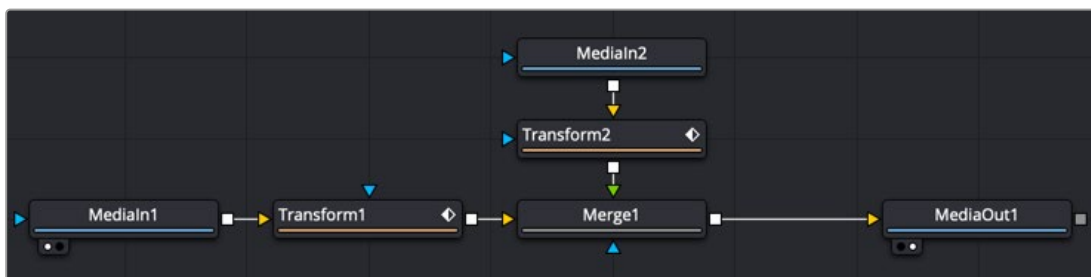 MediaIn2
Transform2
MediaIn1
Transform1
Merge1
MediaOut1